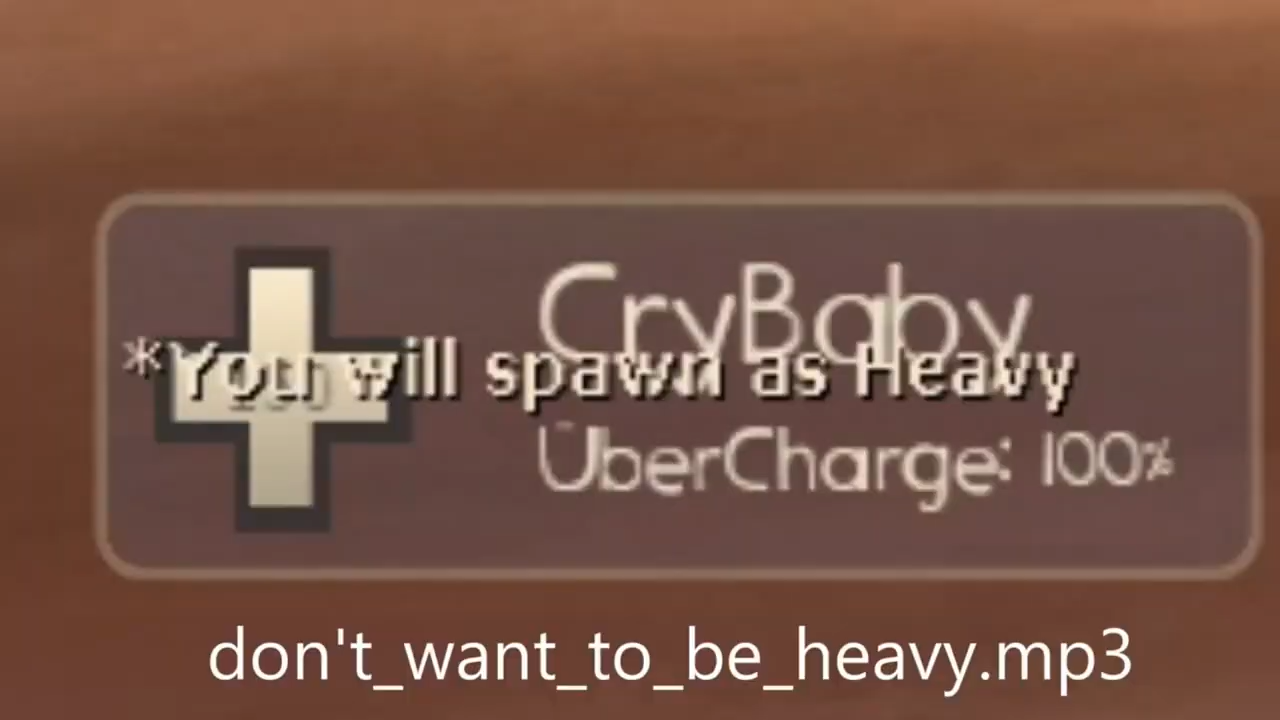 CryBaby
*You will spawn as Heavy
ÜberCharge: 100%
don't_want_to_be_heavy.mp3